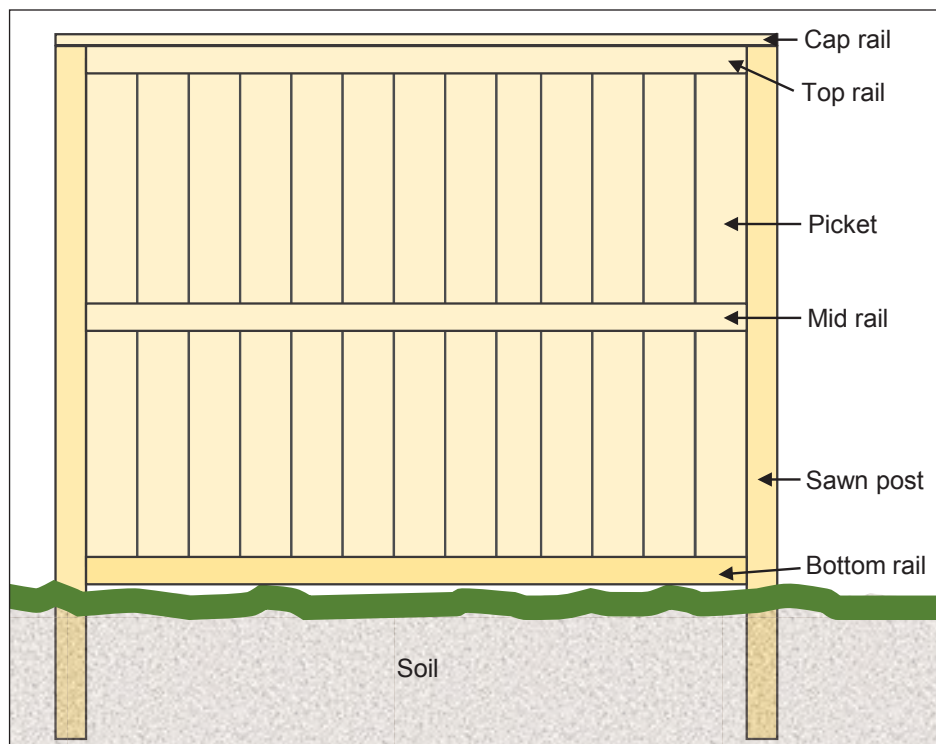 Cap rail
Top rail
Picket
Mid rail
Sawn post
Bottom rail
Soil